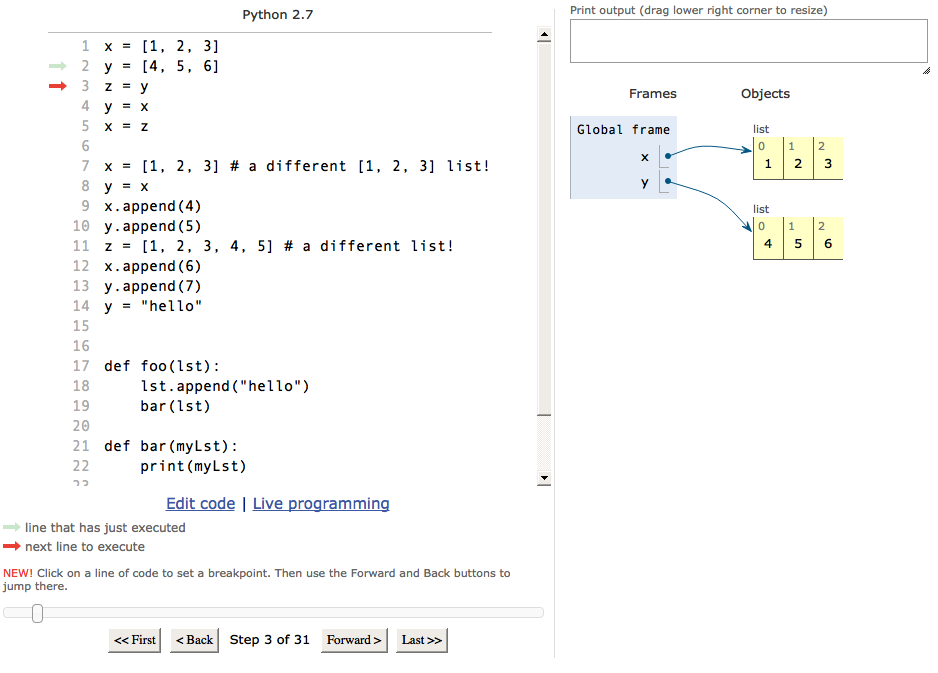 Python 2.7
1 x = [1, 2, 3]
2 y = [4, 5, 6]
3 z = y
4 y = x
5 x = z
6
7 x = [1, 2, 3] # a different [1, 2, 3] list!
8 y = x
9 x.append(4)
10 y.append(5)
11 z = [1, 2, 3, 4, 5] # a different list!
12 x.append(6)
13 y.append(7)
14 y = "hello"
15
16
17 def foo(lst):
18     lst.append("hello")
19     bar(lst)
20
21 def bar(myLst):
22     print(myLst)
Edit code | Live programming
line that has just executed
next line to execute
NEW! Click on a line of code to set a breakpoint. Then use the Forward and Back buttons to
jump there.
<< First < Back Step 3 of 31 Forward > Last >>
Print output (drag lower right corner to resize)
Frames Objects
Global frame
x
y
list
0 1 2
1 2 3
list
0 1 2
4 5 6